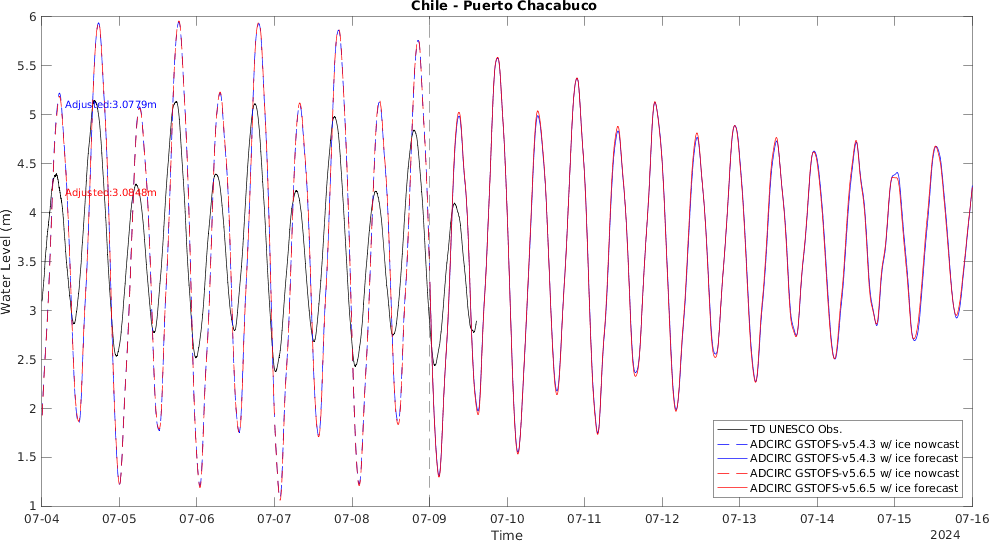 Chile - Puerto Chacabuco
6
5.5
5
4.5
4
3.5
3
2.5
2
1.5
1
Water Level (m)
Adjusted:3.0779m
Adjusted:3.0848m
TD UNESCO Obs.
ADCIRC GSTOFS-v5.4.3 w/ ice nowcast
ADCIRC GSTOFS-v5.4.3 w/ ice forecast
ADCIRC GSTOFS-v5.6.5 w/ ice nowcast
ADCIRC GSTOFS-v5.6.5 w/ ice forecast
07-04 07-05 07-06 07-07 07-08 07-09 07-10 07-11 07-12 07-13 07-14 07-15 07-16
Time
2024